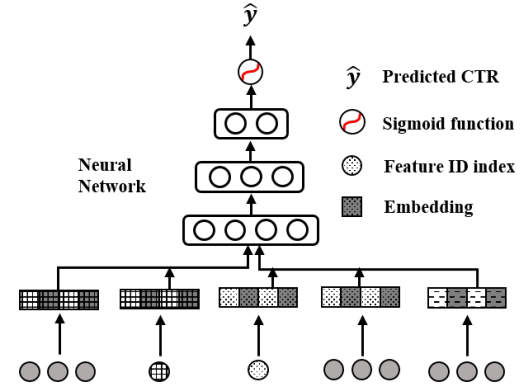 ŷ
ŷ Predicted CTR
Sigmoid function
Neural
Network
Feature ID index
Embedding